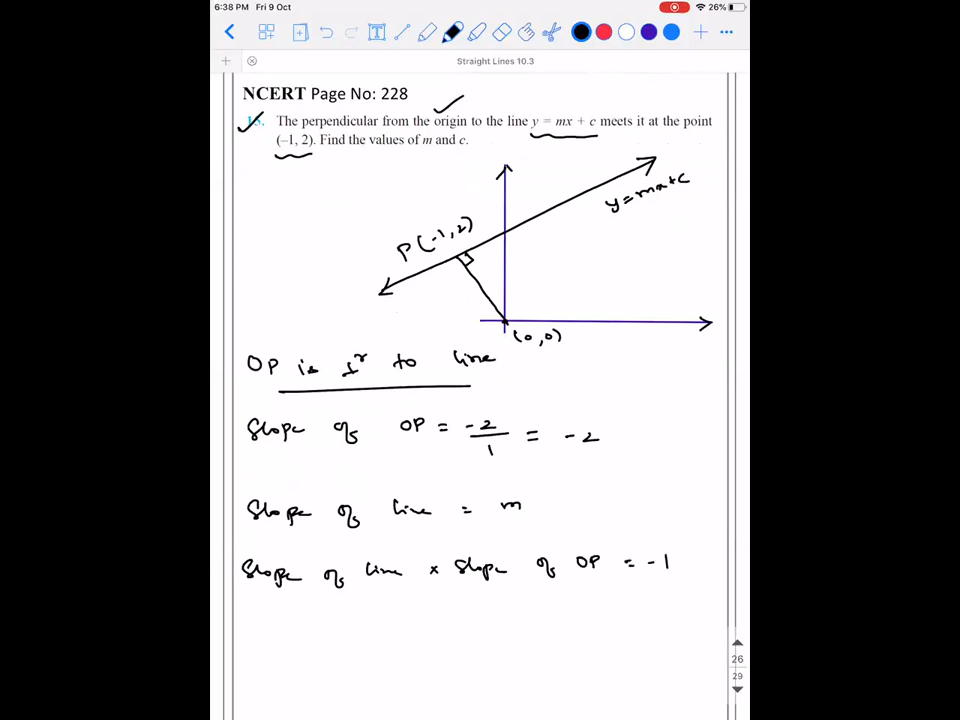 6:38 PM Fri 9 Oct 26%
Straight Lines 10.3
NCERT Page No: 228
15. The perpendicular from the origin to the line y = mx + c meets it at the point
(–1, 2). Find the values of m and c.
y=mx+c
P(-1,2)
(0,0)
OP is ⊥r to line
Slope of OP = -2/1 = -2
Slope of line = m
Slope of line × Slope of OP = -1
26
29